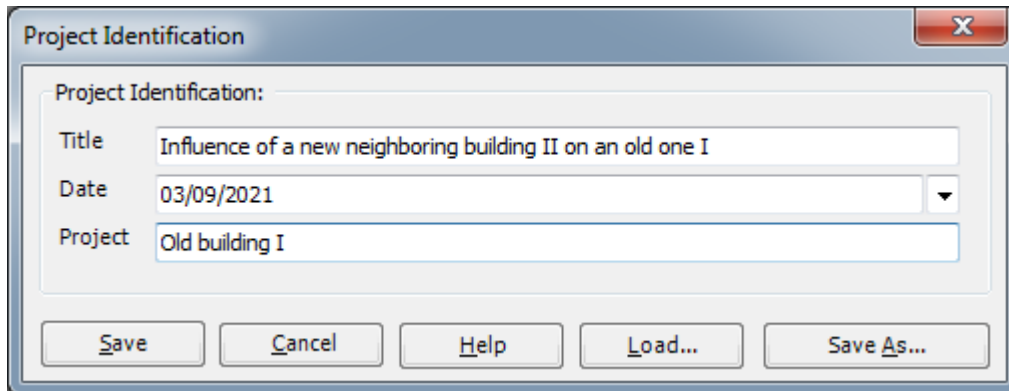 Project Identification
Project Identification:
Title Influence of a new neighboring building II on an old one I
Date 03/09/2021
Project Old building I
Save Cancel Help Load... Save As...